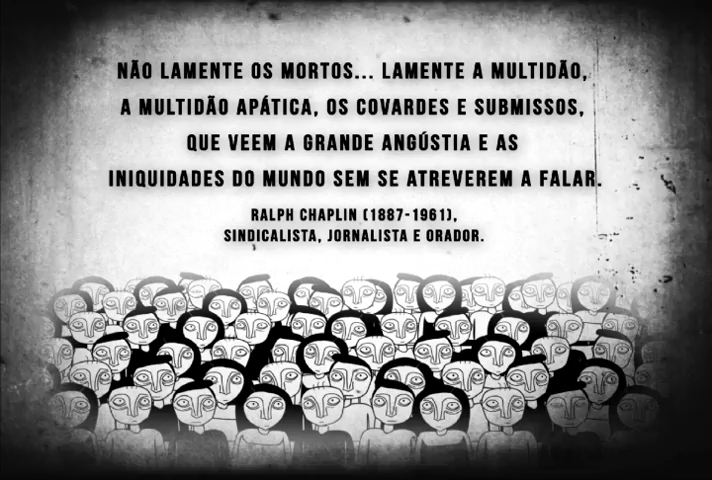 NÃO LAMENTE OS MORTOS... LAMENTE A MULTIDÃO,
A MULTIDÃO APÁTICA, OS COVARDES E SUBMISSOS,
QUE VEEM A GRANDE ANGÚSTIA E AS
INIQUIDADES DO MUNDO SEM SE ATREVEREM A FALAR.
RALPH CHAPLIN (1887-1961),
SINDICALISTA, JORNALISTA E ORADOR.